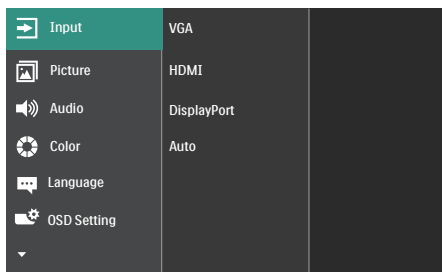 Input
Picture
Audio
Color
Language
OSD Setting
VGA
HDMI
DisplayPort
Auto